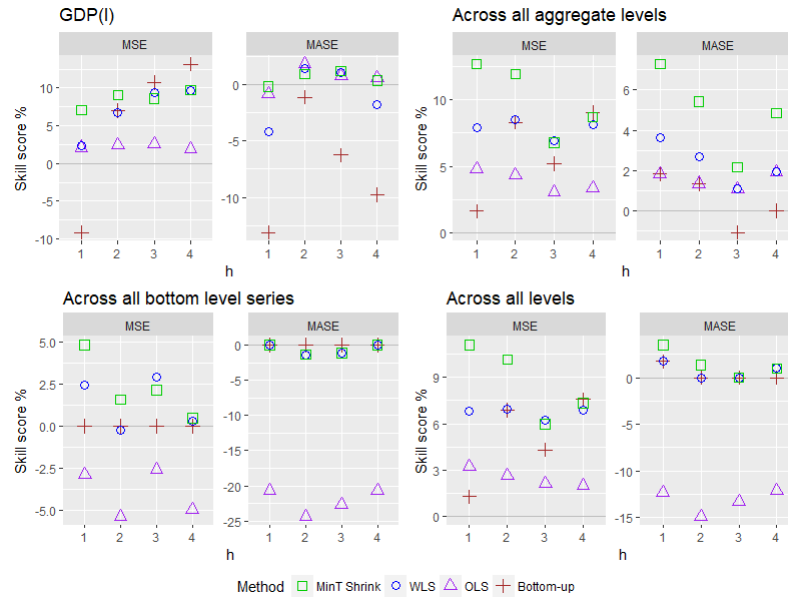 GDP(I)
MSE
MASE
Skill score %
10
5
0
-5
-10
0
-5
-10
1 2 3 4
1 2 3 4
h
Across all aggregate levels
MSE
MASE
Skill score %
10
5
0
6
4
2
0
1 2 3 4
1 2 3 4
h
Across all bottom level series
MSE
MASE
Skill score %
5.0
2.5
0.0
-2.5
-5.0
0
-5
-10
-15
-20
-25
1 2 3 4
1 2 3 4
h
Across all levels
MSE
MASE
Skill score %
9
6
3
0
0
-5
-10
-15
1 2 3 4
1 2 3 4
h
Method MinT Shrink WLS OLS Bottom-up